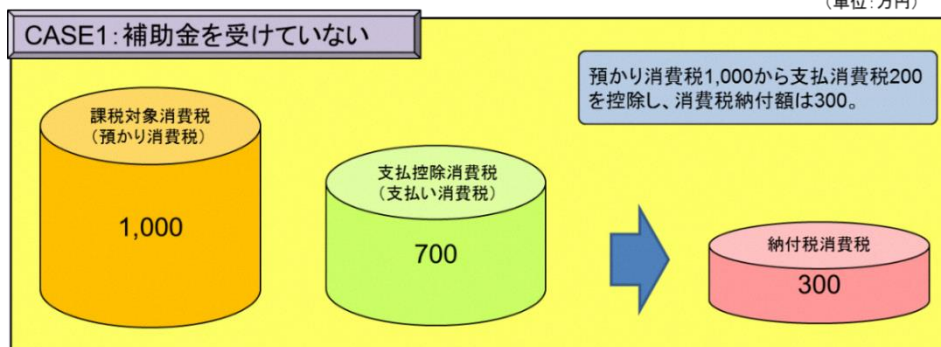 （単位：万円）
CASE1：補助金を受けていない
預かり消費税1,000から支払消費税200
を控除し、消費税納付額は300。
課税対象消費税
（預かり消費税）
1,000
支払控除消費税
（支払い消費税）
700
納付税消費税
300